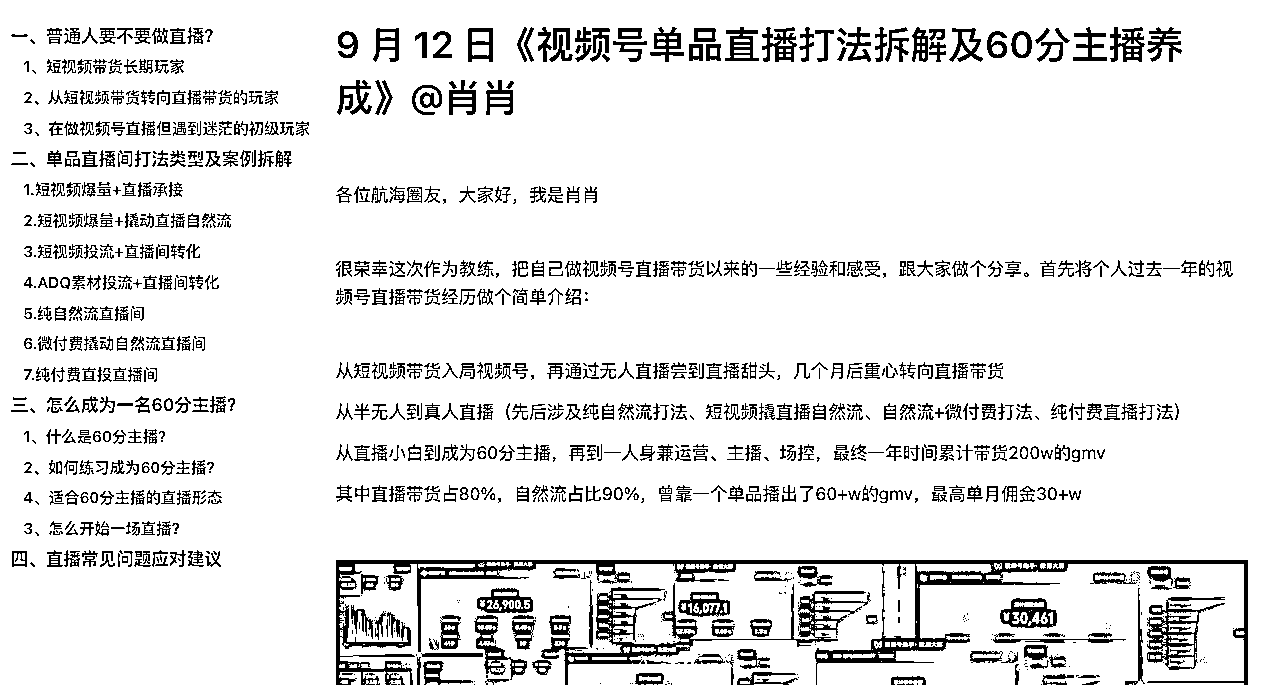 一、普通人要不要做直播？
1、短视频带货长期玩家
2、从短视频带货转向直播带货的玩家
3、在做视频号直播但遇到迷茫的初级玩家
二、单品直播间打法类型及案例拆解
1.短视频爆量+直播承接
2.短视频爆量+撬动直播自然流
3.短视频投流+直播间转化
4.ADQ素材投流+直播间转化
5.纯自然流直播间
6.微付费撬动自然流直播间
7.纯付费直投直播间
三、怎么成为一名60分主播？
1、什么是60分主播？
2、如何练习成为60分主播？
4、适合60分主播的直播形态
3、怎么开始一场直播？
四、直播常见问题应对建议
9 月 12 日《视频号单品直播打法拆解及60分主播养
成》@肖肖
各位航海圈友，大家好，我是肖肖
很荣幸这次作为教练，把自己做视频号直播带货以来的一些经验和感受，跟大家做个分享。首先将个人过去一年的视
频号直播带货经历做个简单介绍：
从短视频带货入局视频号，再通过无人直播尝到直播甜头，几个月后重心转向直播带货
从半无人到真人直播（先后涉及纯自然流打法、短视频撬直播自然流、自然流+微付费打法、纯付费直播打法）
从直播小白到成为60分主播，再到一人身兼运营、主播、场控，最终一年时间累计带货200w的gmv
其中直播带货占80%，自然流占比90%，曾靠一个单品播出了60+w的gmv，最高单月佣金30+w
¥26,900.5
¥16,077.1
¥30,461